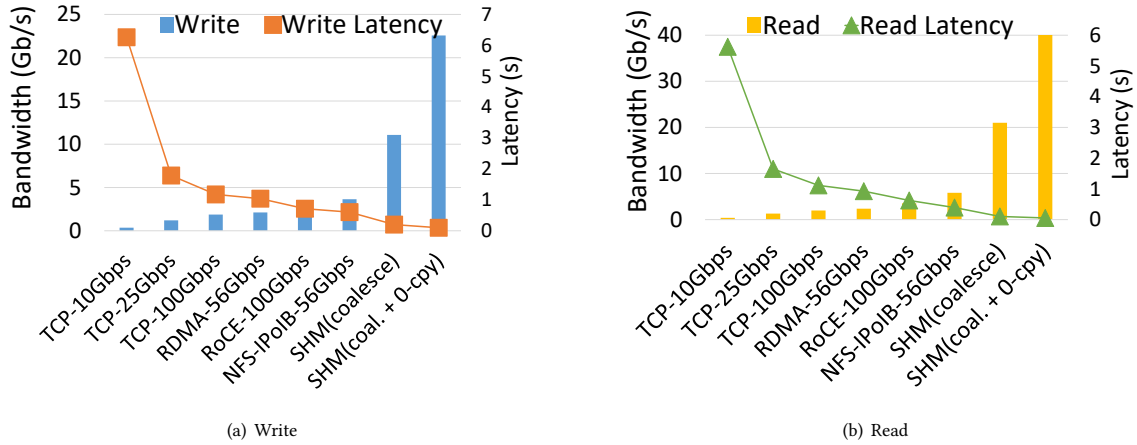 Write
Write Latency
Bandwidth (Gb/s)
25
20
15
10
5
0
7
6
5
4
3
2
1
0
Latency (s)
TCP-10Gbps
TCP-25Gbps
TCP-100Gbps
RDMA-56Gbps
RoCE-100Gbps
NFS-IPoIB-56Gbps
SHM(coalesce)
SHM(coal. + 0-cpy)
(a) Write
Read
Read Latency
Bandwidth (Gb/s)
40
30
20
10
0
6
5
4
3
2
1
0
Latency (s)
TCP-10Gbps
TCP-25Gbps
TCP-100Gbps
RDMA-56Gbps
RoCE-100Gbps
NFS-IPoIB-56Gbps
SHM(coalesce)
SHM(coal. + 0-cpy)
(b) Read